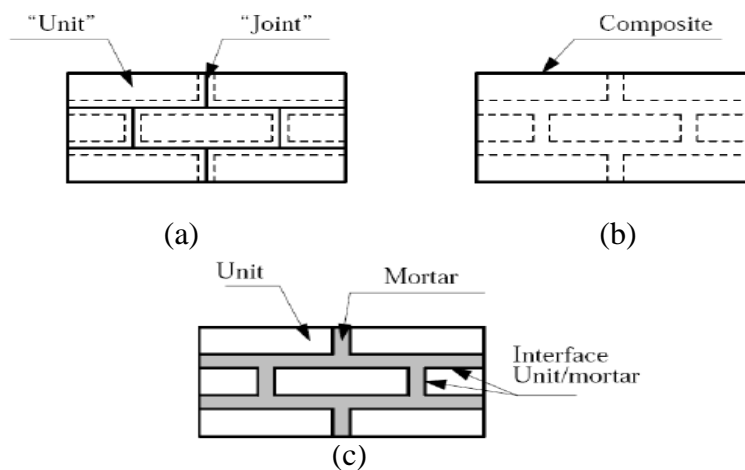 “Unit”
“Joint”
Composite
(a)
(b)
Unit
Mortar
Interface
Unit/mortar
(c)